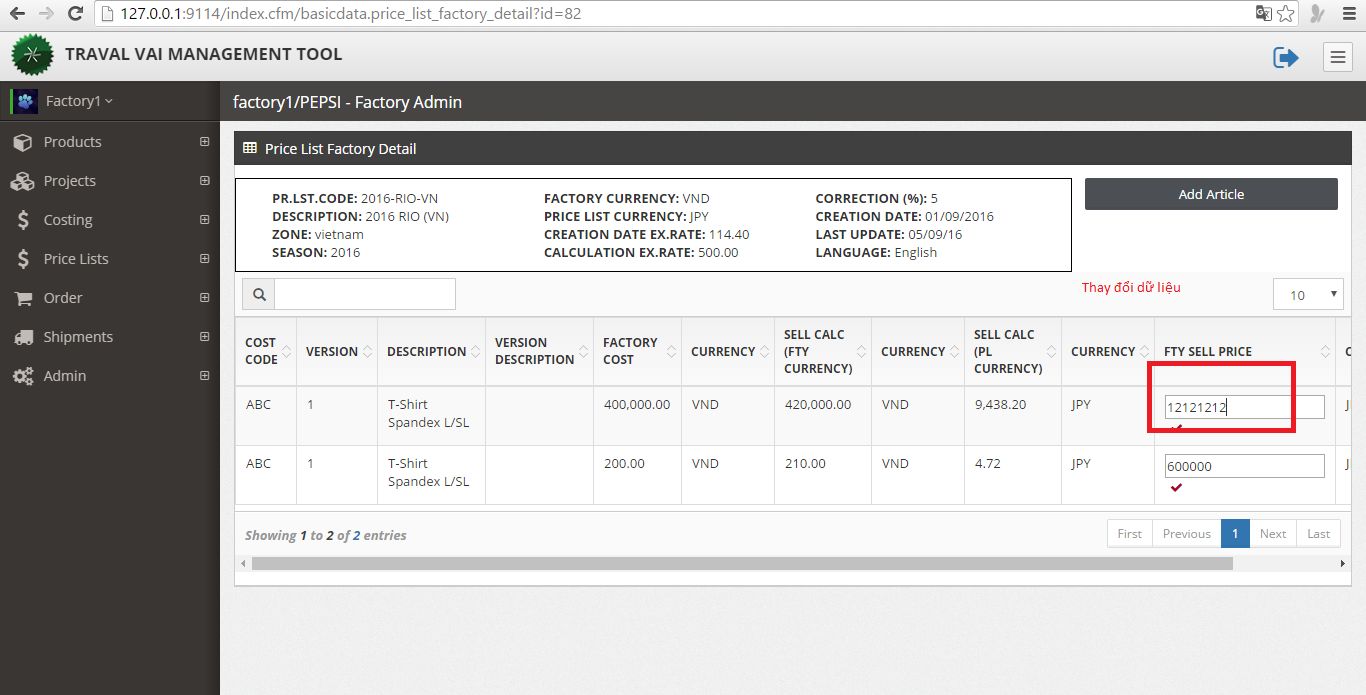 127.0.0.1:9114/index.cfm/basicdata.price_list_factory_detail?id=82
TRAVAL VAI MANAGEMENT TOOL
Factory1
factory1/PEPSI - Factory Admin
Products
Projects
Costing
Price Lists
Order
Shipments
Admin
Price List Factory Detail
PR.LST.CODE: 2016-RIO-VN
DESCRIPTION: 2016 RIO (VN)
ZONE: vietnam
SEASON: 2016
FACTORY CURRENCY: VND
PRICE LIST CURRENCY: JPY
CREATION DATE EX.RATE: 114.40
CALCULATION EX.RATE: 500.00
CORRECTION (%): 5
CREATION DATE: 01/09/2016
LAST UPDATE: 05/09/16
LANGUAGE: English
Add Article
Thay đổi dữ liệu
10
COST CODE
VERSION
DESCRIPTION
VERSION DESCRIPTION
FACTORY COST
CURRENCY
SELL CALC (FTY CURRENCY)
CURRENCY
SELL CALC (PL CURRENCY)
CURRENCY
FTY SELL PRICE
ABC 1 T-Shirt Spandex L/SL 400,000.00 VND 420,000.00 VND 9,438.20 JPY 12121212
ABC 1 T-Shirt Spandex L/SL 200.00 VND 210.00 VND 4.72 JPY 600000
Showing 1 to 2 of 2 entries
First Previous 1 Next Last